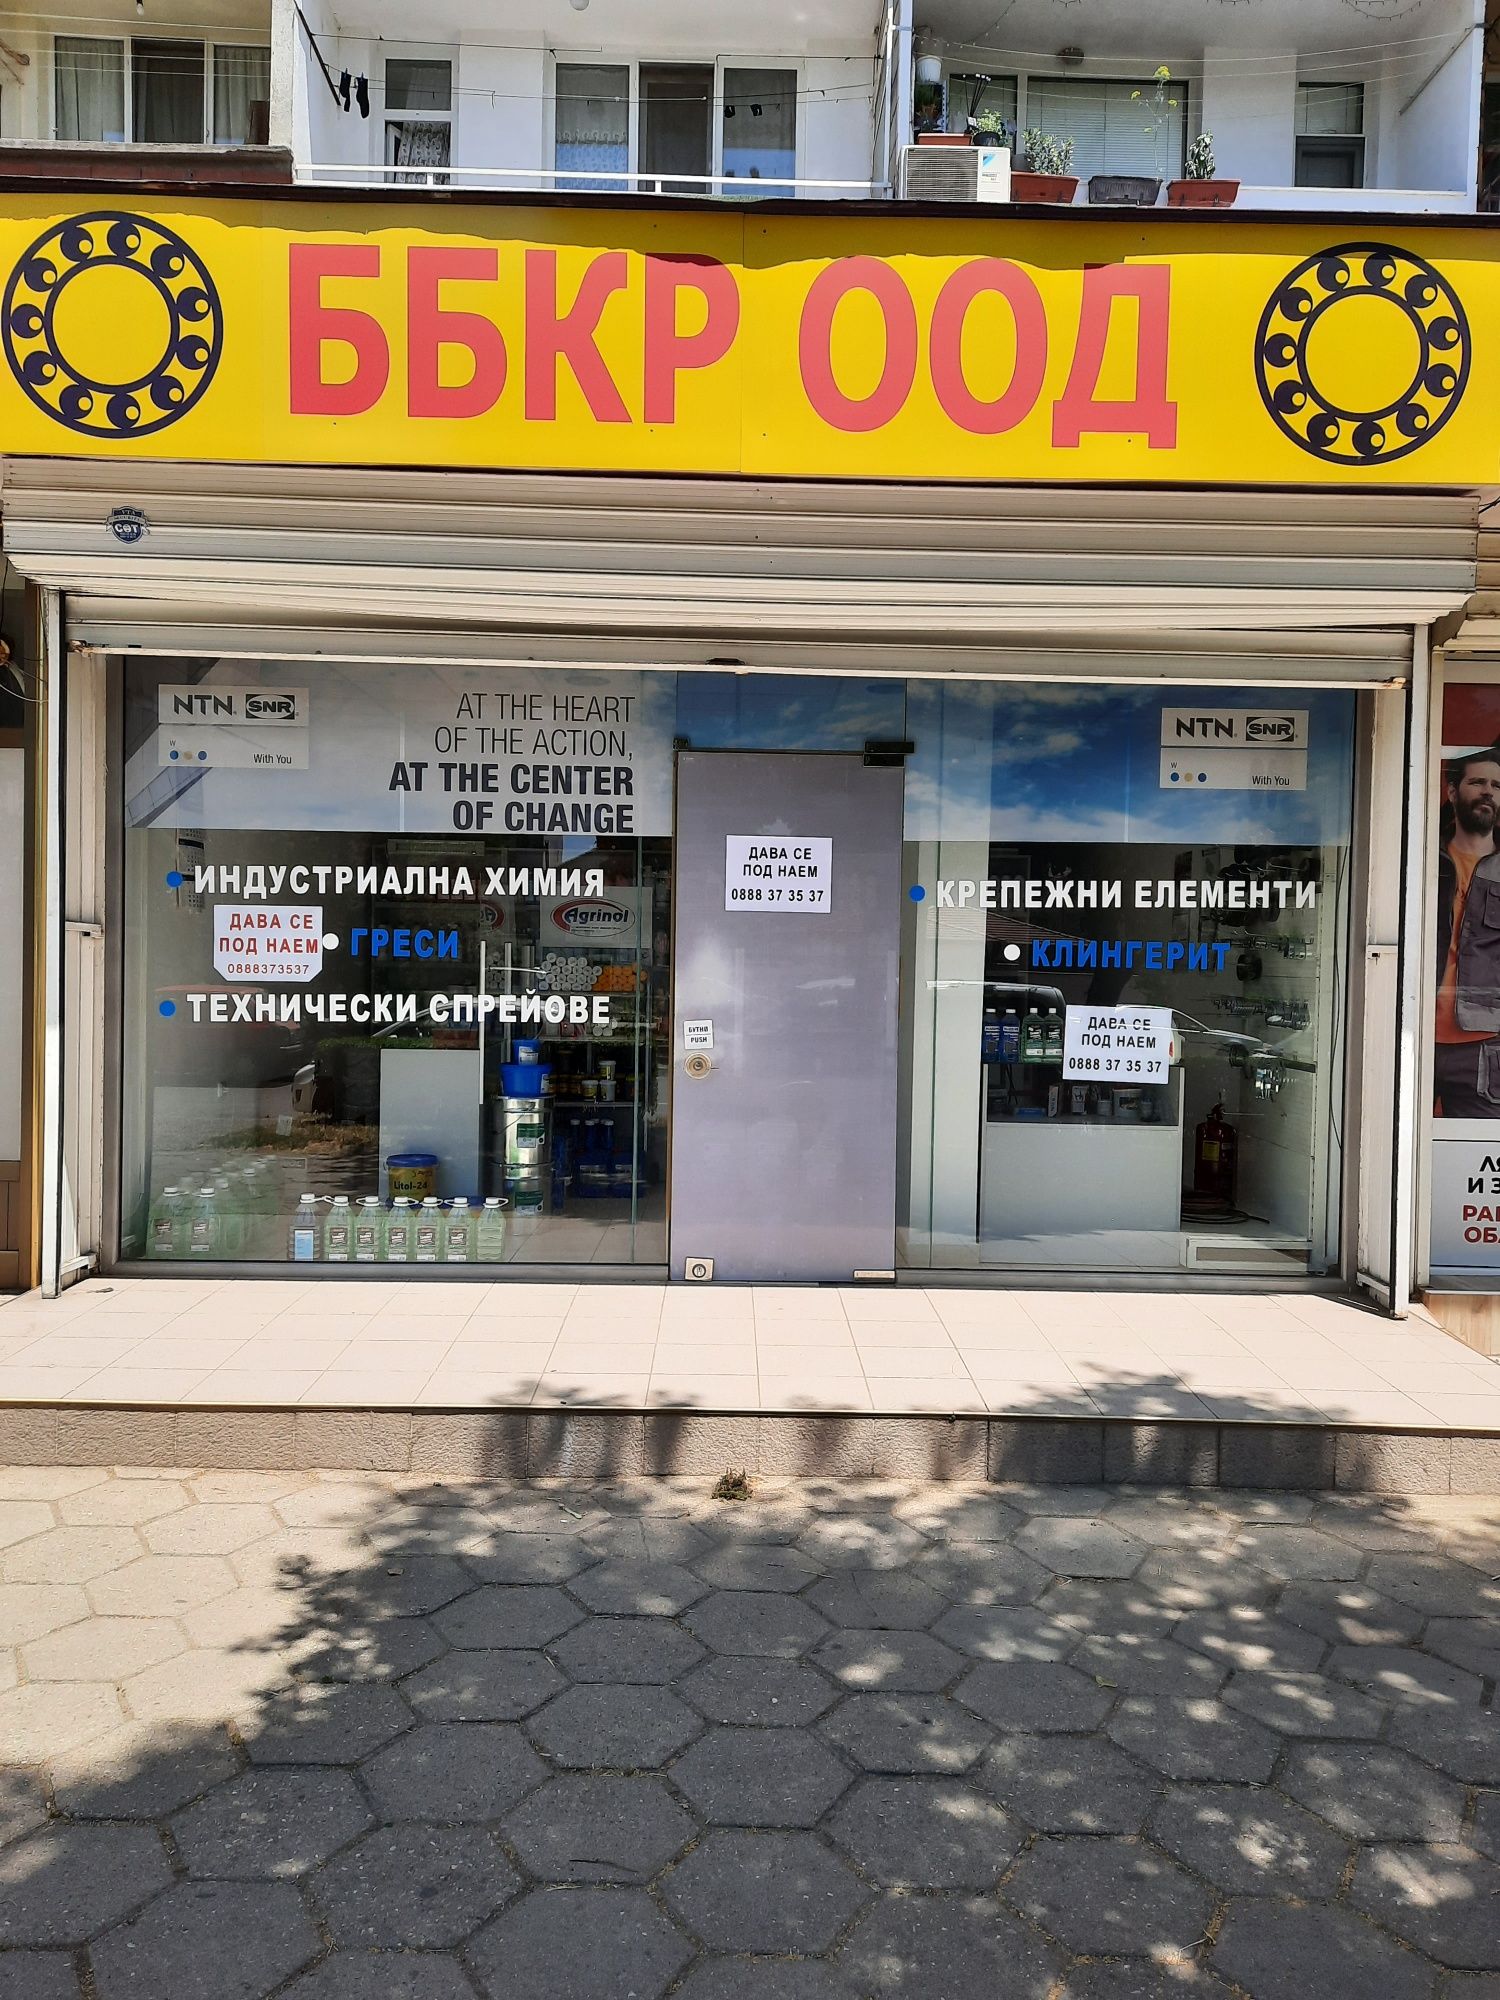 ББКР ООД
СОТ
NTN SNR
With You
AT THE HEART
OF THE ACTION,
AT THE CENTER
OF CHANGE
NTN SNR
With You
ИНДУСТРИАЛНА ХИМИЯ
ГРЕСИ
ТЕХНИЧЕСКИ СПРЕЙОВЕ
ДАВА СЕ
ПОД НАЕМ
0888373537
Agrinol
Litol-24
ДАВА СЕ
ПОД НАЕМ
0888 37 35 37
БУТНИ
PUSH
КРЕПЕЖНИ ЕЛЕМЕНТИ
КЛИНГЕРИТ
ДАВА СЕ
ПОД НАЕМ
0888 37 35 37
И